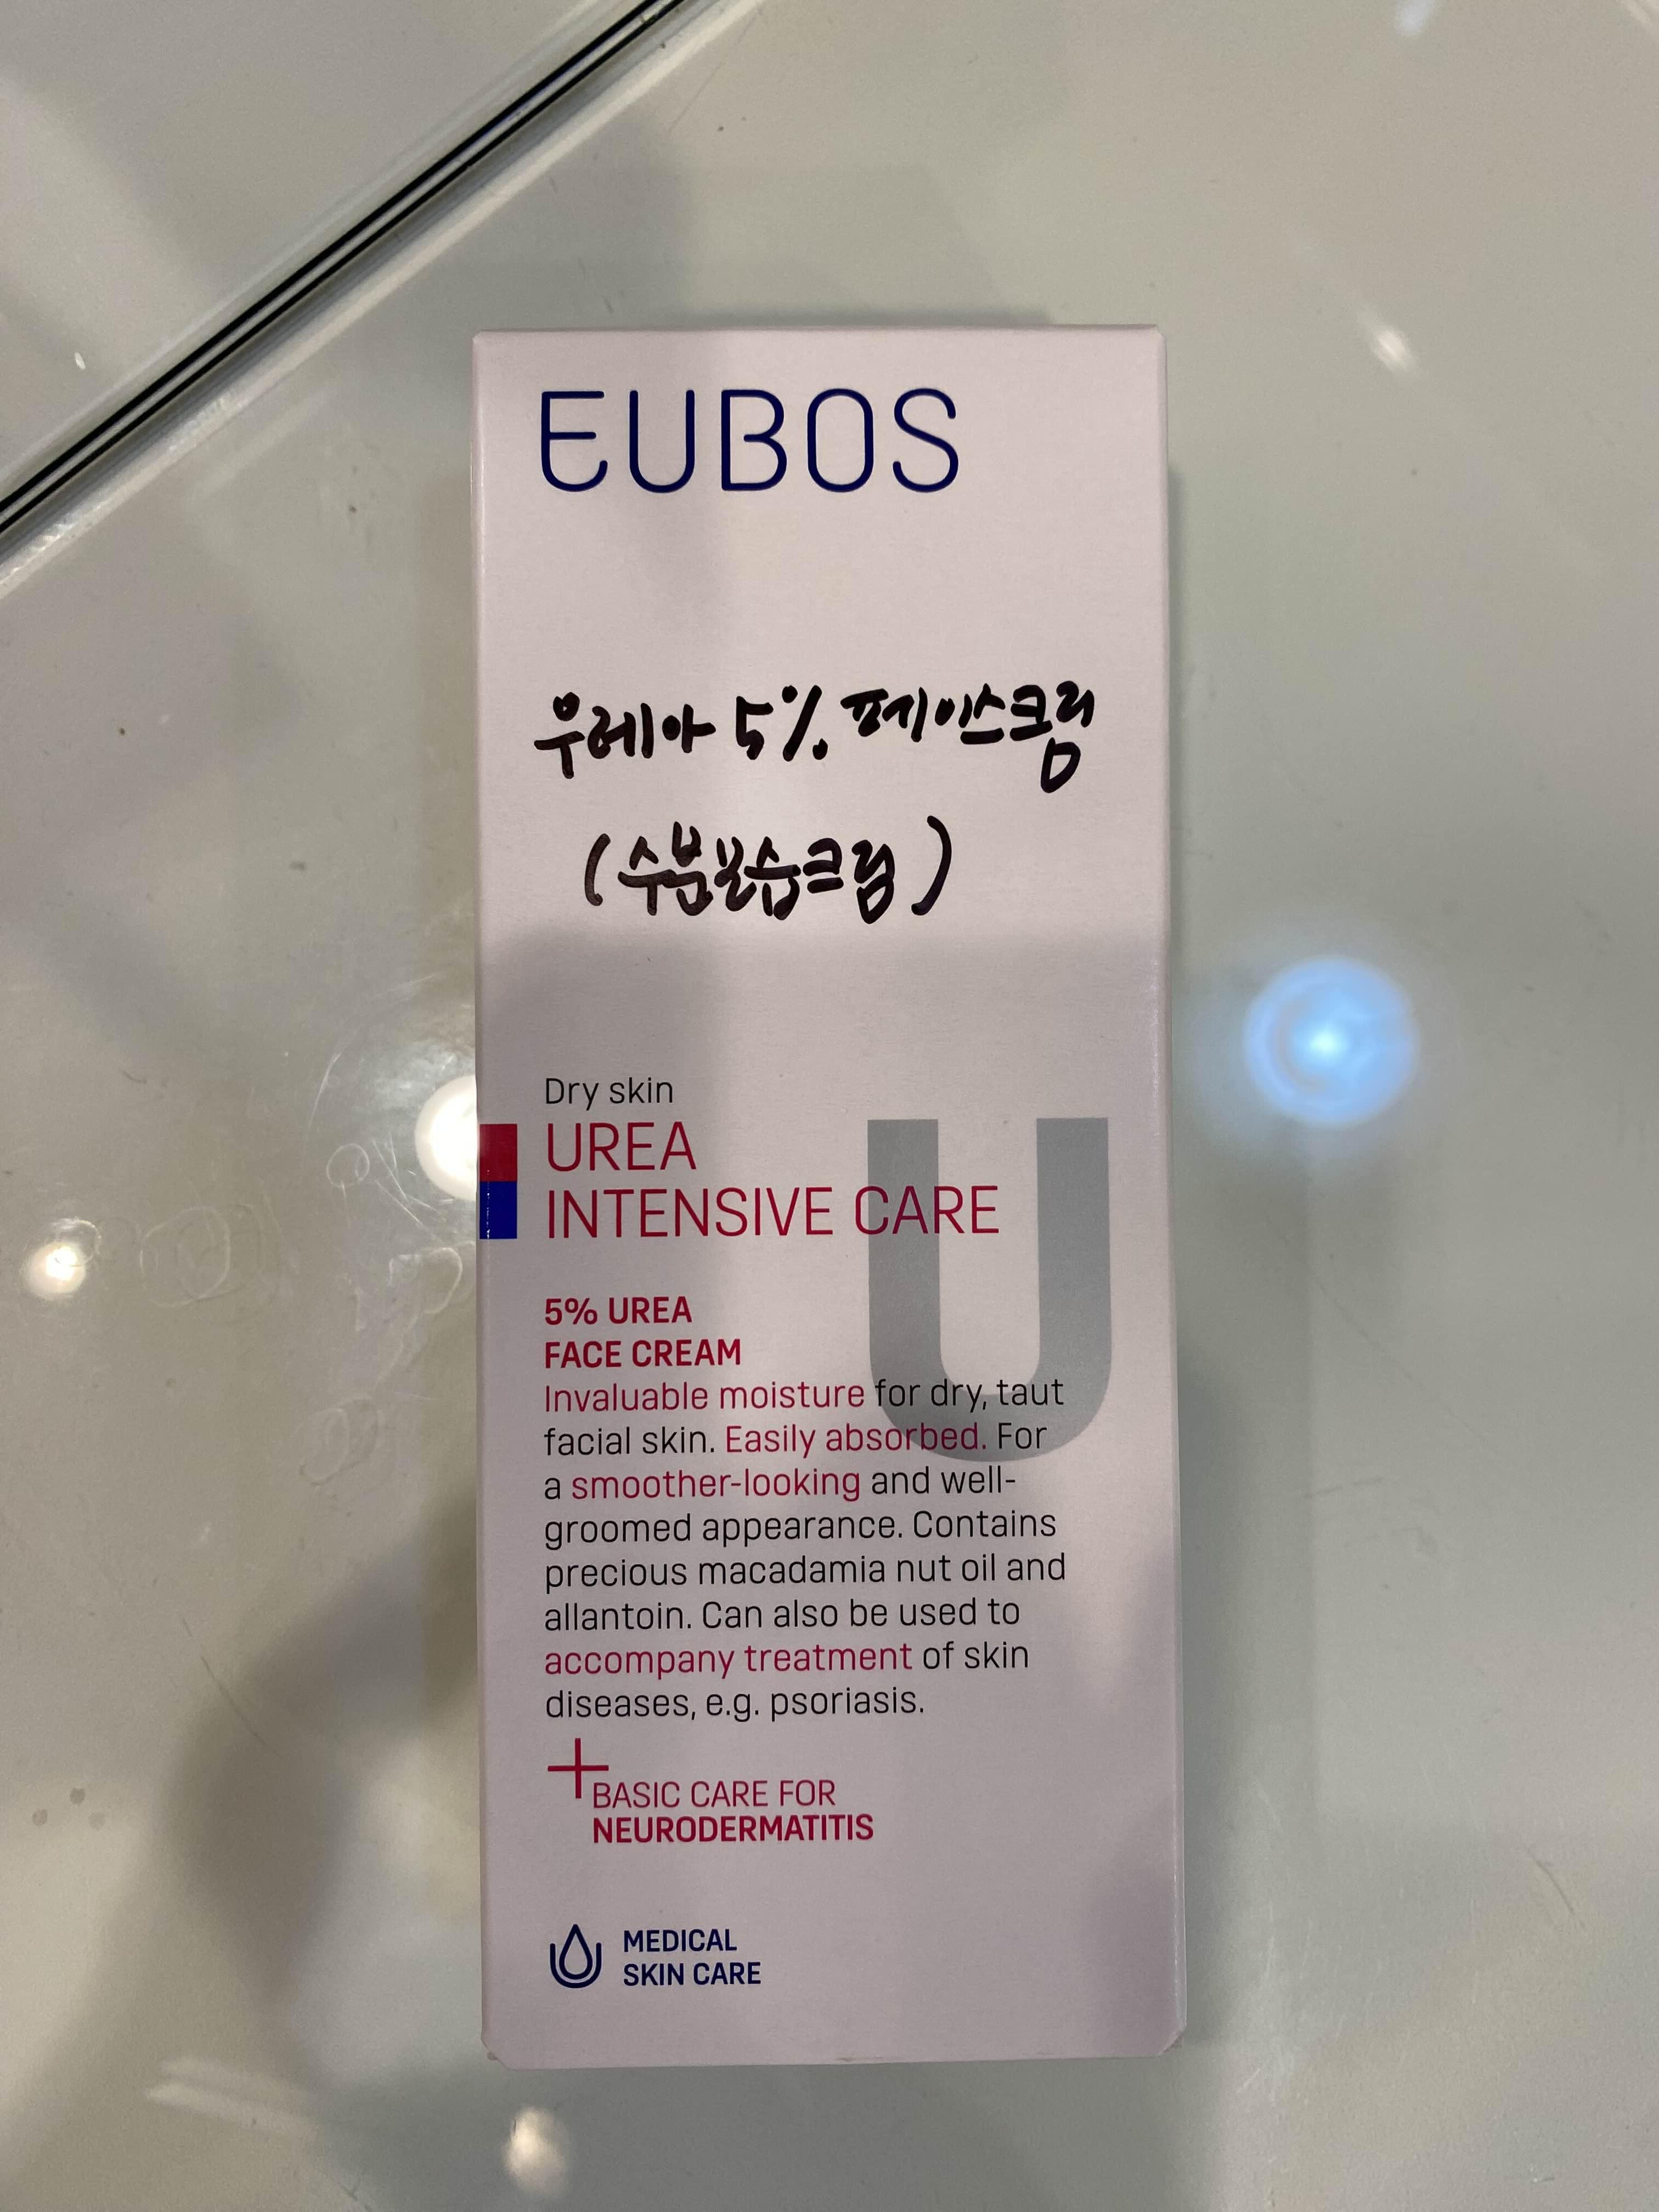 EUBOS
우레아 5% 페이스크림
(수분보습크림)
Dry skin
UREA
INTENSIVE CARE
U
5% UREA
FACE CREAM
Invaluable moisture for dry, taut
facial skin. Easily absorbed. For
a smoother-looking and well-
groomed appearance. Contains
precious macadamia nut oil and
allantoin. Can also be used to
accompany treatment of skin
diseases, e.g. psoriasis.
BASIC CARE FOR
NEURODERMATITIS
MEDICAL
SKIN CARE